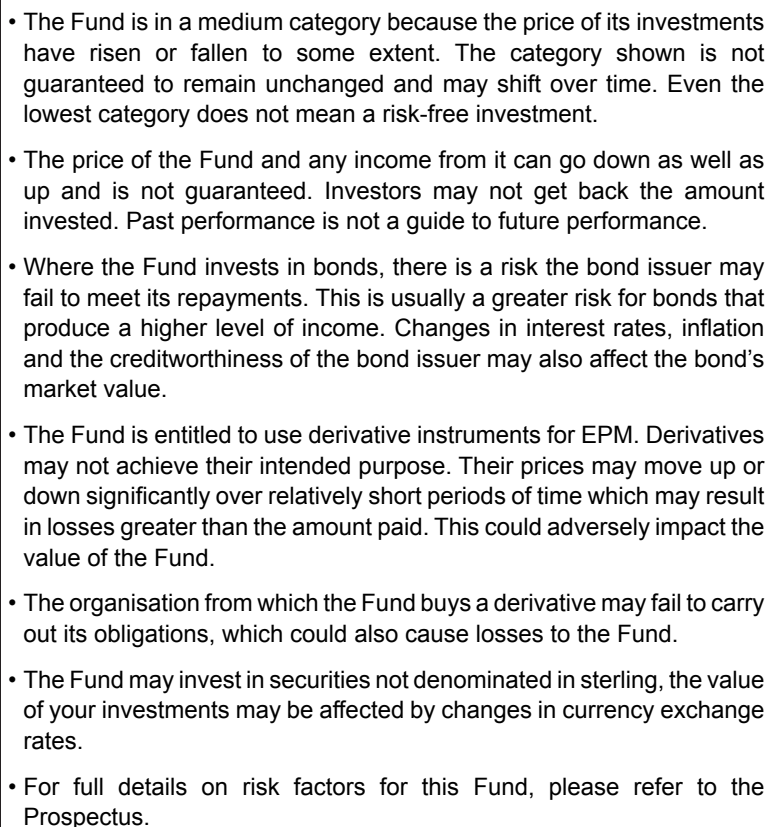 • The Fund is in a medium category because the price of its investments
have risen or fallen to some extent. The category shown is not
guaranteed to remain unchanged and may shift over time. Even the
lowest category does not mean a risk-free investment.
• The price of the Fund and any income from it can go down as well as
up and is not guaranteed. Investors may not get back the amount
invested. Past performance is not a guide to future performance.
• Where the Fund invests in bonds, there is a risk the bond issuer may
fail to meet its repayments. This is usually a greater risk for bonds that
produce a higher level of income. Changes in interest rates, inflation
and the creditworthiness of the bond issuer may also affect the bond’s
market value.
• The Fund is entitled to use derivative instruments for EPM. Derivatives
may not achieve their intended purpose. Their prices may move up or
down significantly over relatively short periods of time which may result
in losses greater than the amount paid. This could adversely impact the
value of the Fund.
• The organisation from which the Fund buys a derivative may fail to carry
out its obligations, which could also cause losses to the Fund.
• The Fund may invest in securities not denominated in sterling, the value
of your investments may be affected by changes in currency exchange
rates.
• For full details on risk factors for this Fund, please refer to the
Prospectus.